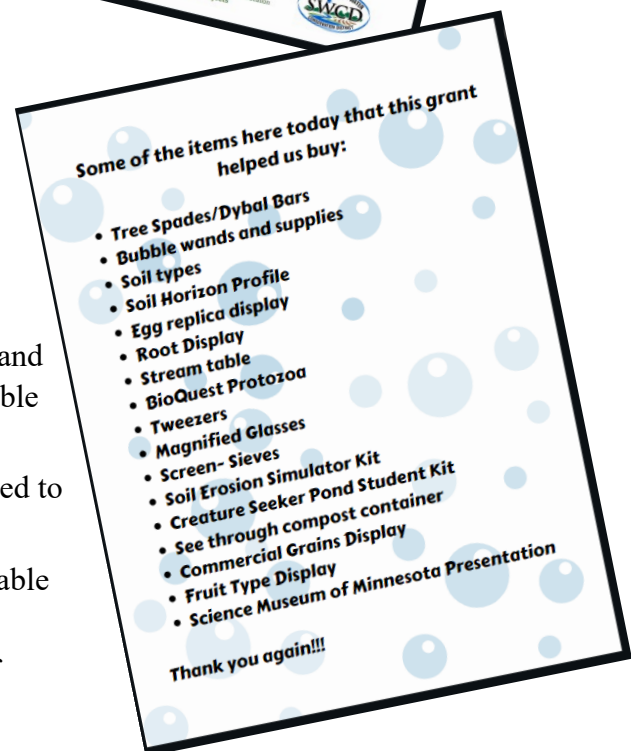 SWCD
Some of the items here today that this grant
helped us buy:
• Tree Spades/Dybal Bars
• Bubble wands and supplies
• Soil types
• Soil Horizon Profile
• Egg replica display
• Root Display
• Stream table
• BioQuest Protozoa
• Tweezers
• Magnified Glasses
• Screen- Sieves
• Soil Erosion Simulator Kit
• Creature Seeker Pond Student Kit
• See through compost container
• Commercial Grains Display
• Fruit Type Display
• Science Museum of Minnesota Presentation
Thank you again!!!
and
ble
ed to
able